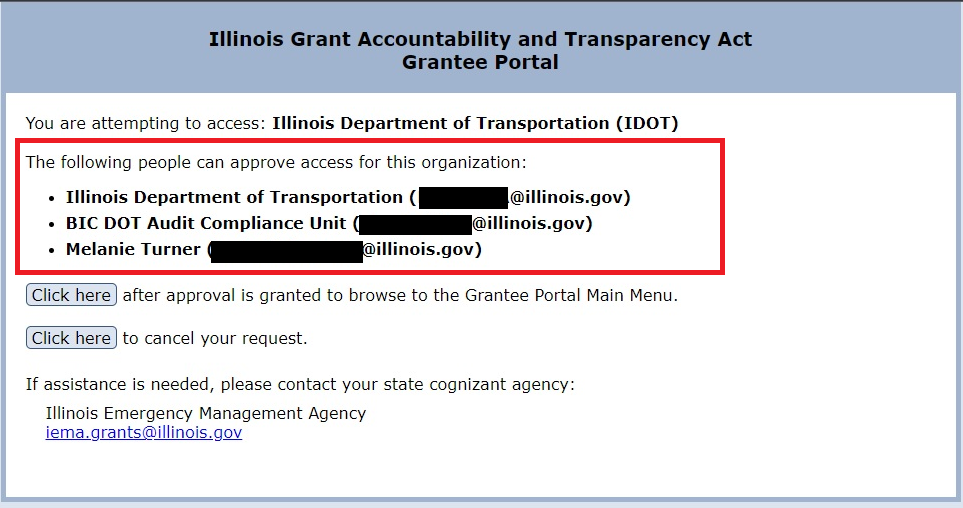 Illinois Grant Accountability and Transparency Act
Grantee Portal
You are attempting to access: Illinois Department of Transportation (IDOT)
The following people can approve access for this organization:
• Illinois Department of Transportation ( @illinois.gov)
• BIC DOT Audit Compliance Unit ( @illinois.gov)
• Melanie Turner ( @illinois.gov)
Click here after approval is granted to browse to the Grantee Portal Main Menu.
Click here to cancel your request.
If assistance is needed, please contact your state cognizant agency:
Illinois Emergency Management Agency
iema.grants@illinois.gov